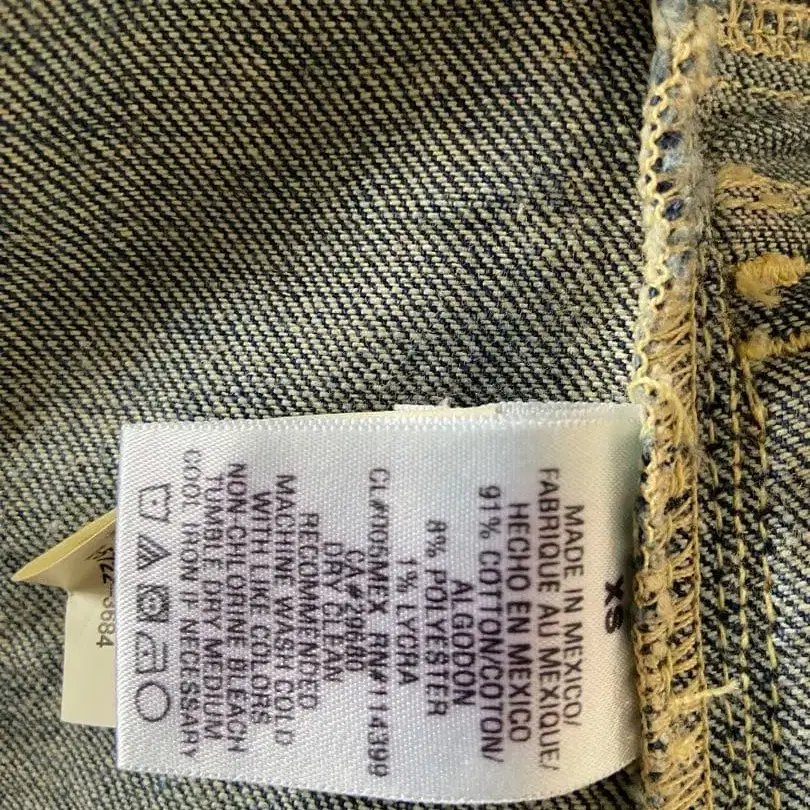 XS
MADE IN MEXICO/
FABRIQUE AU MEXIQUE/
HECHO EN MEXICO
91% COTTON/COTON/
ALGODON
8% POLYESTER
1% LYCRA
CL#T05MEX RN#114399
CA#29680
DRY CLEAN
RECOMMENDED
MACHINE WASH COLD
WITH LIKE COLORS
NON-CHLORINE BLEACH
TUMBLE DRY MEDIUM
COOL IRON IF NECESSARY